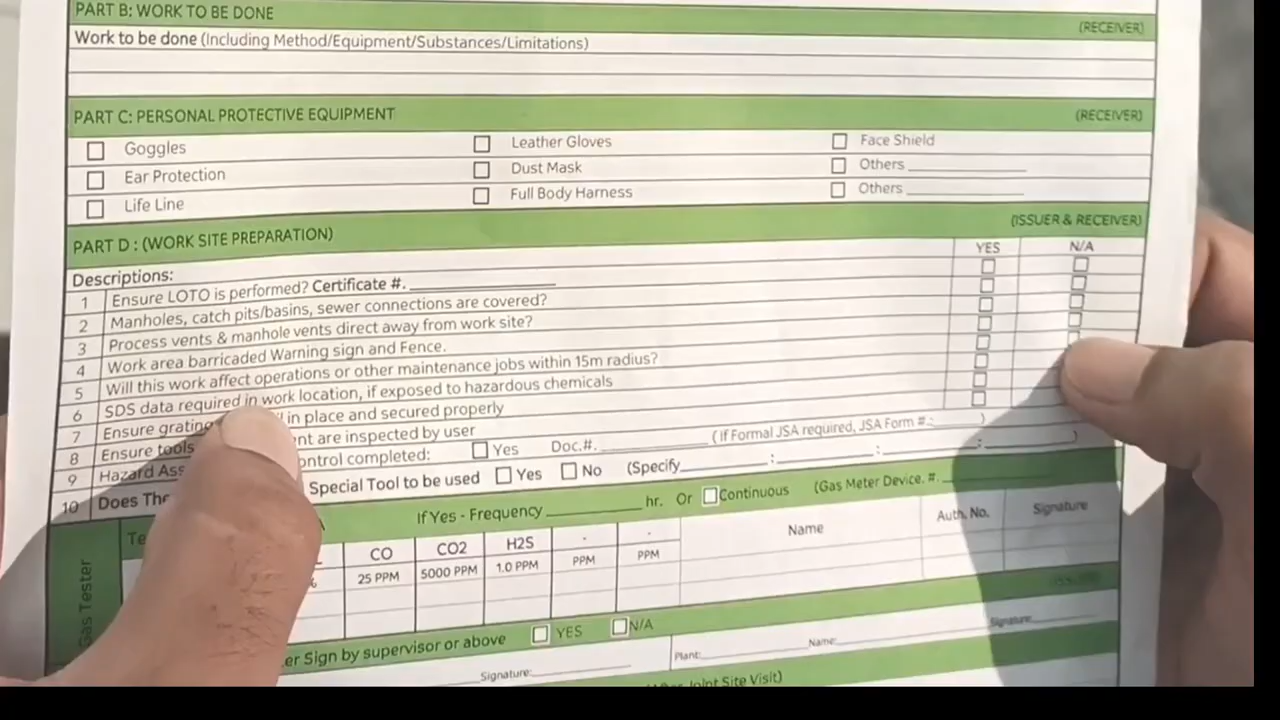 PART B: WORK TO BE DONE (RECEIVER)
Work to be done (Including Method/Equipment/Substances/Limitations)
PART C: PERSONAL PROTECTIVE EQUIPMENT (RECEIVER)
Goggles Leather Gloves Face Shield
Ear Protection Dust Mask Others
Life Line Full Body Harness Others
PART D : (WORK SITE PREPARATION) (ISSUER & RECEIVER)
Descriptions: YES N/A
1 Ensure LOTO is performed? Certificate #.
2 Manholes, catch pits/basins, sewer connections are covered?
3 Process vents & manhole vents direct away from work site?
4 Work area barricaded Warning sign and Fence.
5 Will this work affect operations or other maintenance jobs within 15m radius?
6 SDS data required in work location, if exposed to hazardous chemicals
7 Ensure in place and secured properly
8 Ensure tools are inspected by user
9 Hazard completed: Yes Doc.#. ( If Formal JSA required, JSA Form #.: )
10 Does Special Tool to be used Yes No (Specify : : : )
If Yes - Frequency hr. Or Continuous (Gas Meter Device. #.
Gas Tester
CO CO2 H2S . . Name Auth. No. Signature
% 25 PPM 5000 PPM 1.0 PPM PPM PPM
Sign by supervisor or above YES N/A
Signature: Plant: Name: Signature:
Joint Site Visit)